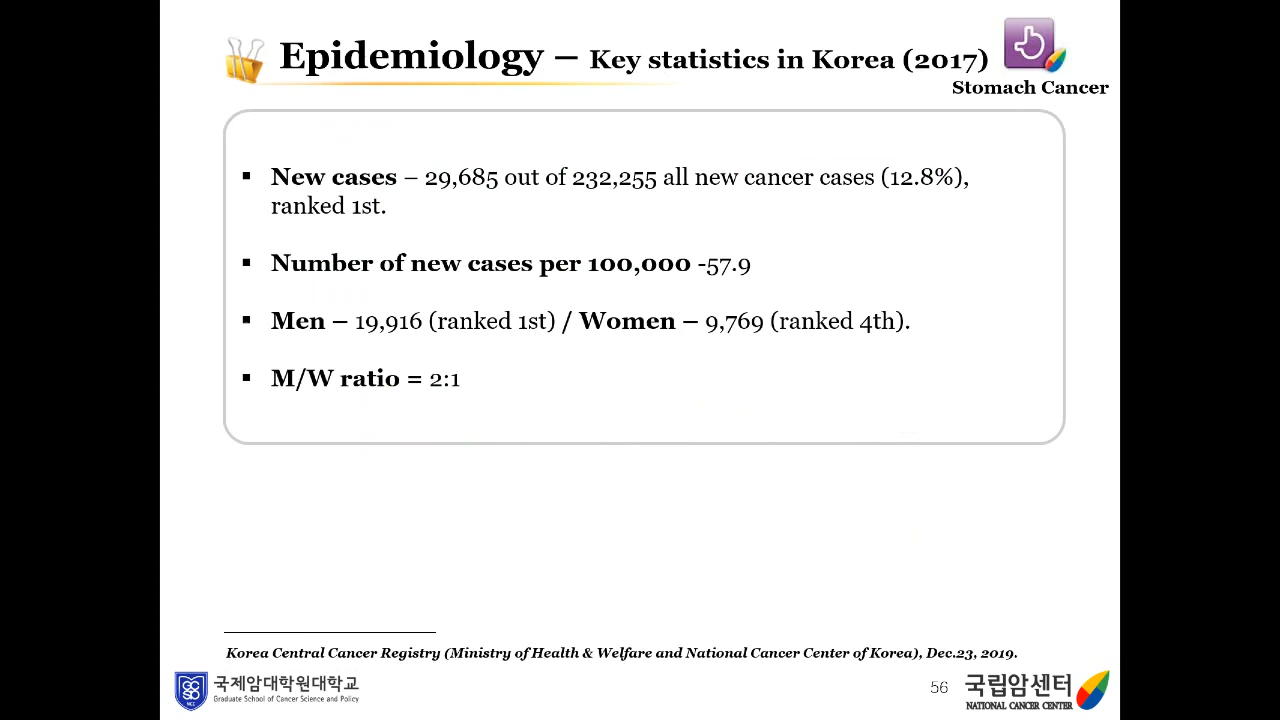 Epidemiology – Key statistics in Korea (2017)
Stomach Cancer
▪ New cases – 29,685 out of 232,255 all new cancer cases (12.8%),
ranked 1st.
▪ Number of new cases per 100,000 -57.9
▪ Men – 19,916 (ranked 1st) / Women – 9,769 (ranked 4th).
▪ M/W ratio = 2:1
Korea Central Cancer Registry (Ministry of Health & Welfare and National Cancer Center of Korea), Dec.23, 2019.
국제암대학원대학교
Graduate School of Cancer Science and Policy
56
국립암센터
NATIONAL CANCER CENTER